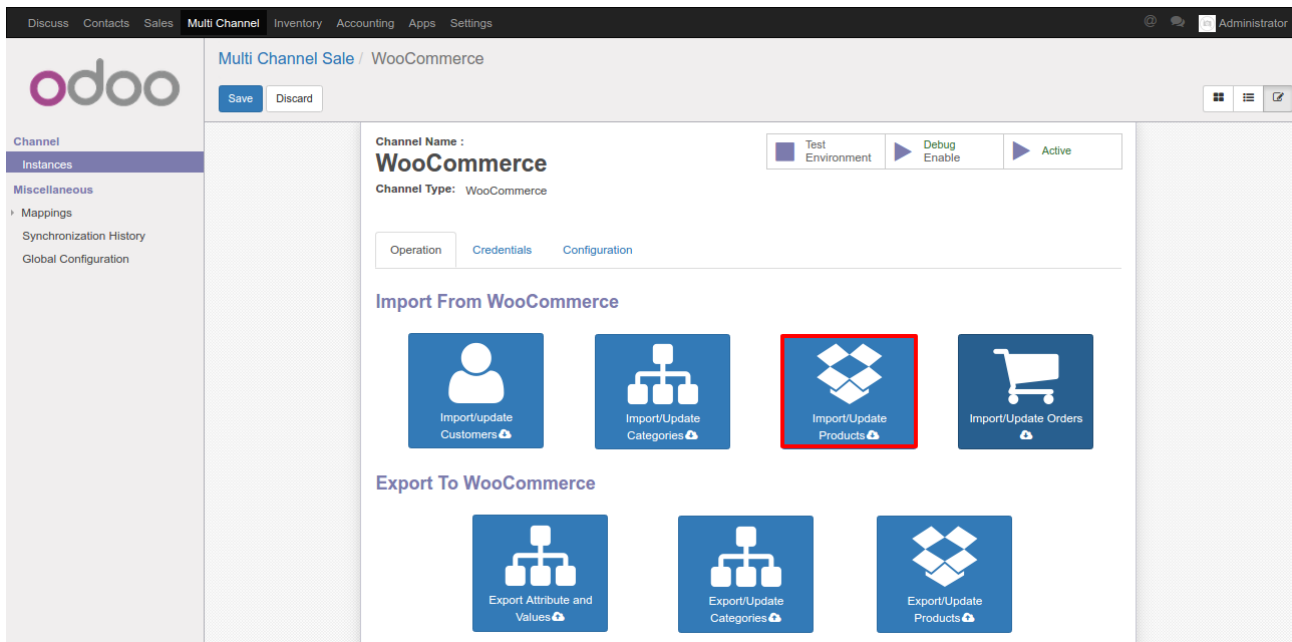 Discuss Contacts Sales Multi Channel Inventory Accounting Apps Settings @ Administrator
odoo
Multi Channel Sale / WooCommerce
Save Discard
Channel
Instances
Miscellaneous
Mappings
Synchronization History
Global Configuration
Channel Name :
WooCommerce
Channel Type: WooCommerce
Test
Environment
Debug
Enable
Active
Operation Credentials Configuration
Import From WooCommerce
Import/update
Customers
Import/Update
Categories
Import/Update
Products
Import/Update Orders
Export To WooCommerce
Export Attribute and
Values
Export/Update
Categories
Export/Update
Products